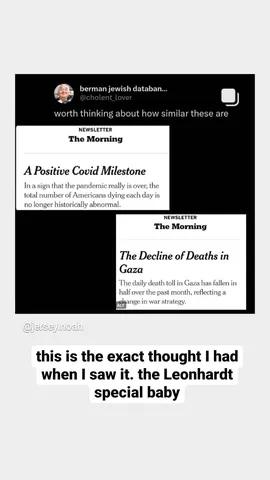 berman jewish databan...
@cholent_lover
worth thinking about how similar these are
NEWSLETTER
The Morning
A Positive Covid Milestone
In a sign that the pandemic really is over, the
total number of Americans dying each day is
no longer historically abnormal.
NEWSLETTER
The Morning
The Decline of Deaths in
Gaza
The daily death toll in Gaza has fallen in
half over the past month, reflecting a
change in war strategy.
@jersey.noah
this is the exact thought I had
when I saw it. the Leonhardt
special baby